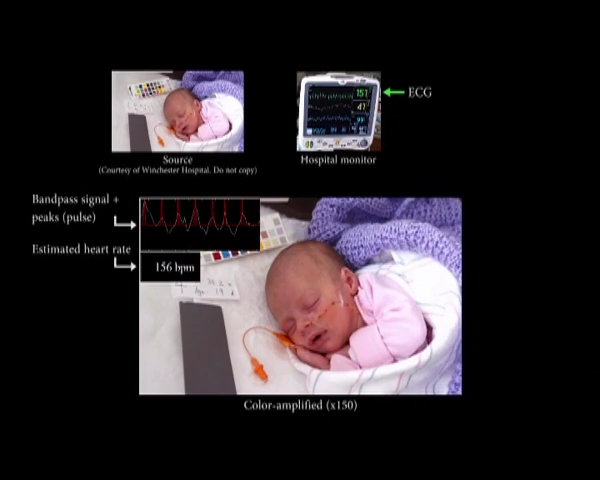 ECG
Source
(Courtesy of Winchester Hospital. Do not copy)
Hospital monitor
151
Bandpass signal +
peaks (pulse)
Estimated heart rate
156 bpm
Color-amplified (x150)